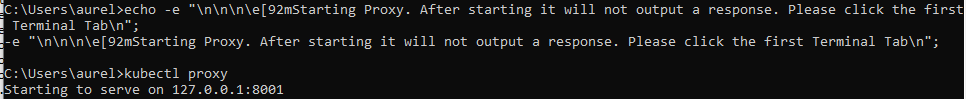 C:\Users\aurel>echo -e "\n\n\n\e[92mStarting Proxy. After starting it will not output a response. Please click the first
 Terminal Tab\n";
-e "\n\n\n\e[92mStarting Proxy. After starting it will not output a response. Please click the first Terminal Tab\n";
C:\Users\aurel>kubectl proxy
Starting to serve on 127.0.0.1:8001